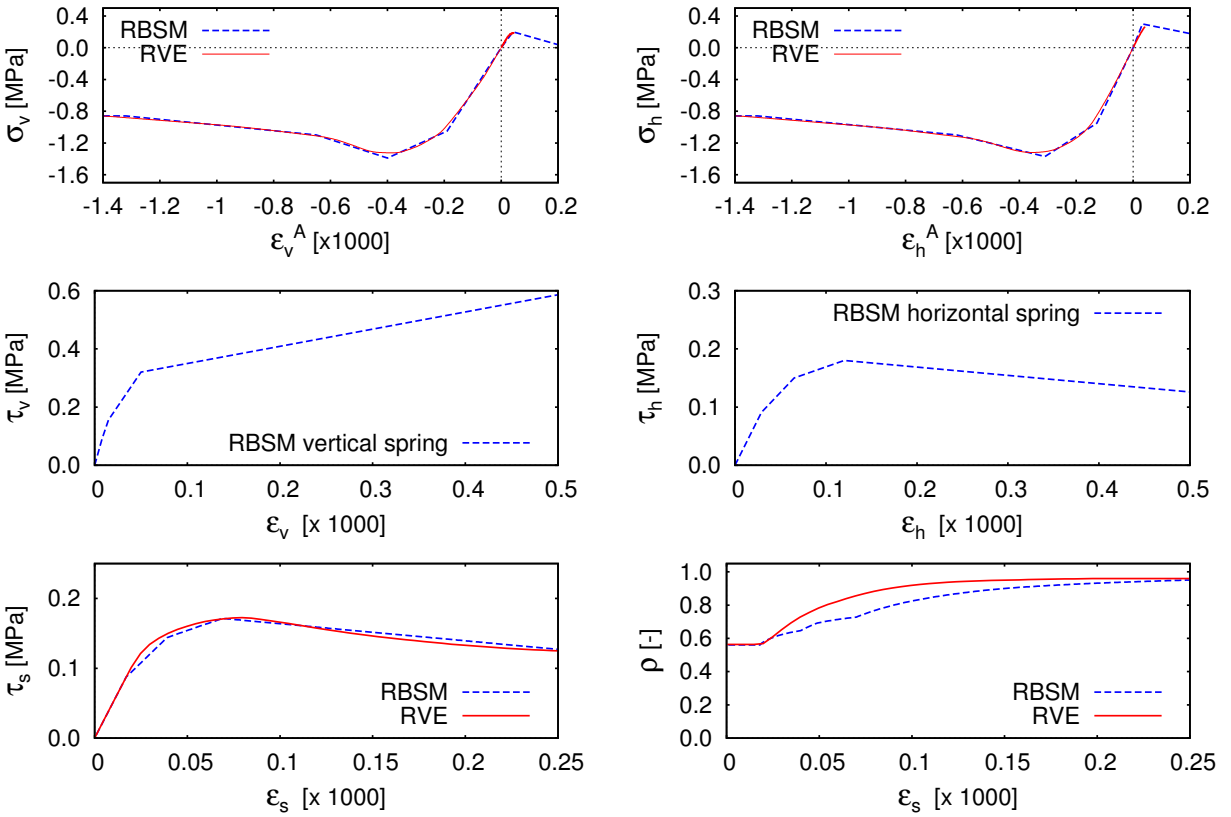 RBSM
RVE
0.4
0.0
-0.4
-0.8
-1.2
-1.6
σv [MPa]
-1.4 -1.2 -1 -0.8 -0.6 -0.4 -0.2 0 0.2
εv^A [x1000]
RBSM
RVE
0.4
0.0
-0.4
-0.8
-1.2
-1.6
σh [MPa]
-1.4 -1.2 -1 -0.8 -0.6 -0.4 -0.2 0 0.2
εh^A [x1000]
0.6
0.4
0.2
0.0
τv [MPa]
RBSM vertical spring
0 0.1 0.2 0.3 0.4 0.5
εv [x 1000]
0.3
0.2
0.1
0.0
τh [MPa]
RBSM horizontal spring
0 0.1 0.2 0.3 0.4 0.5
εh [x 1000]
0.2
0.1
0.0
τs [MPa]
RBSM
RVE
0 0.05 0.1 0.15 0.2 0.25
εs [x 1000]
1.0
0.8
0.6
0.4
0.2
0.0
ρ [-]
RBSM
RVE
0 0.05 0.1 0.15 0.2 0.25
εs [x 1000]